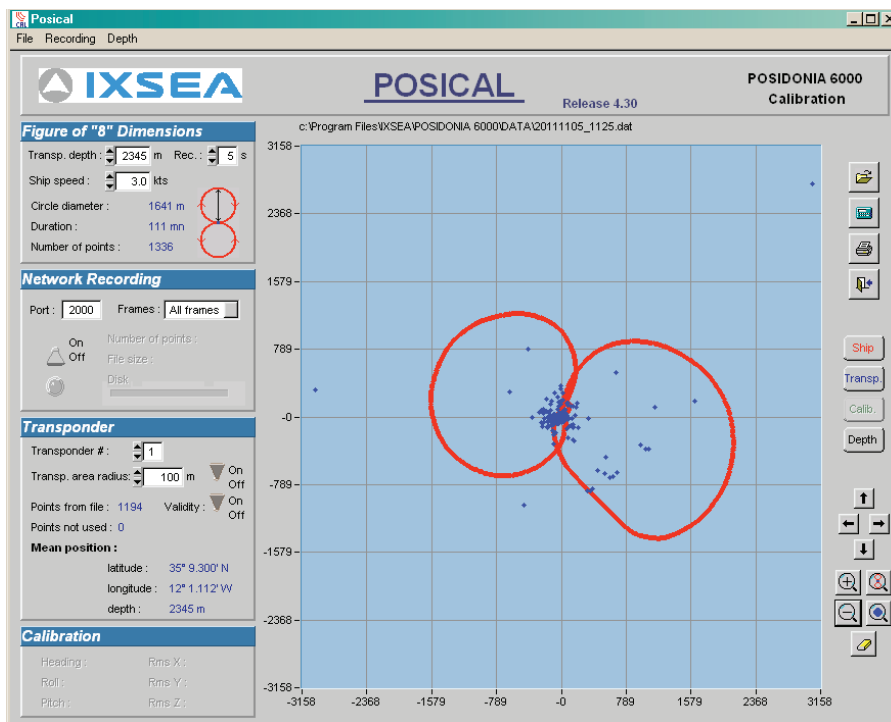 Posical
File Recording Depth
IXSEA
POSICAL
Release 4.30
POSIDONIA 6000
Calibration
Figure of "8" Dimensions
Transp. depth : 2345 m Rec. : 5 s
Ship speed : 3.0 kts
Circle diameter : 1641 m
Duration : 111 mn
Number of points : 1336
Network Recording
Port : 2000 Frames : All frames
On
Off
Number of points :
File size :
Disk
Transponder
Transponder # : 1
Transp. area radius: 100 m On
Off
Points from file : 1194 Validity : On
Off
Points not used : 0
Mean position :
latitude : 35° 9.300' N
longitude : 12° 1.112' W
depth : 2345 m
Calibration
Heading : Rms X :
Roll : Rms Y :
Pitch : Rms Z :
c:\Program Files\IXSEA\POSIDONIA 6000\DATA\20111105_1125.dat
3158
2368
1579
789
-0
-789
-1579
-2368
-3158
-3158 -2368 -1579 -789 -0 789 1579 2368 3158
Ship
Transp.
Calib.
Depth